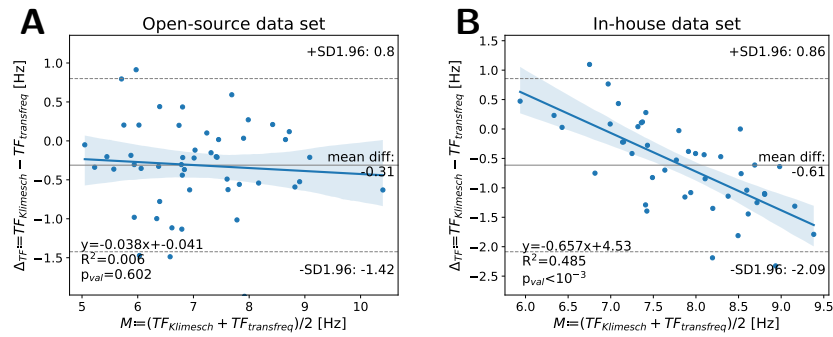 A
Open-source data set
+SD1.96: 0.8
mean diff:
-0.31
-SD1.96: -1.42
y=-0.038x+-0.041
R²=0.006
p_val=0.602
1.0
0.5
0.0
−0.5
−1.0
−1.5
5
6
7
8
9
10
Δ_TF≔TF_Klimesch − TF_transfreq [Hz]
M≔(TF_Klimesch + TF_transfreq)/2 [Hz]
B
In-house data set
+SD1.96: 0.86
mean diff:
-0.61
-SD1.96: -2.09
y=-0.657x+4.53
R²=0.485
p_val<10⁻³
1.5
1.0
0.5
0.0
−0.5
−1.0
−1.5
−2.0
−2.5
6.0
6.5
7.0
7.5
8.0
8.5
9.0
9.5
Δ_TF≔TF_Klimesch − TF_transfreq [Hz]
M≔(TF_Klimesch + TF_transfreq)/2 [Hz]